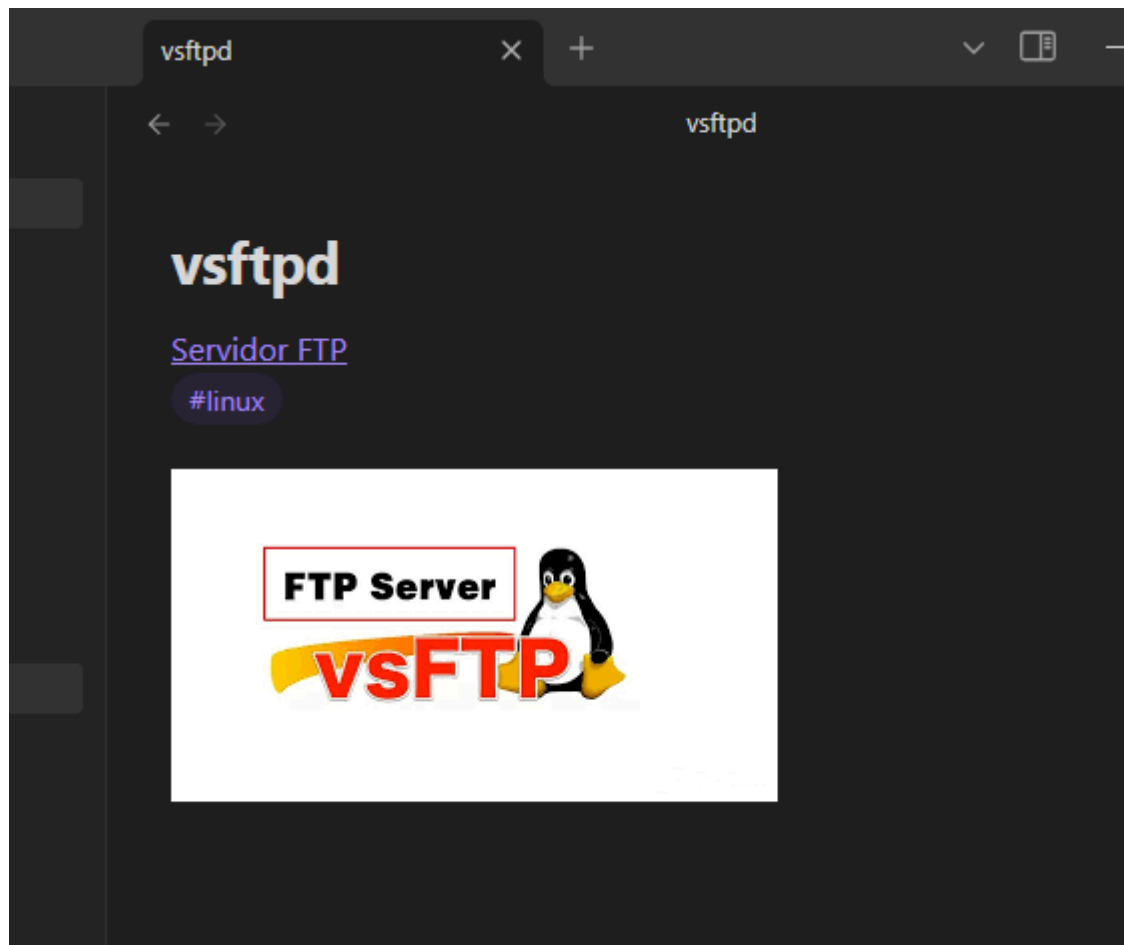 vsftpd
vsftpd
vsftpd
Servidor FTP
#linux
FTP Server
vsFTP